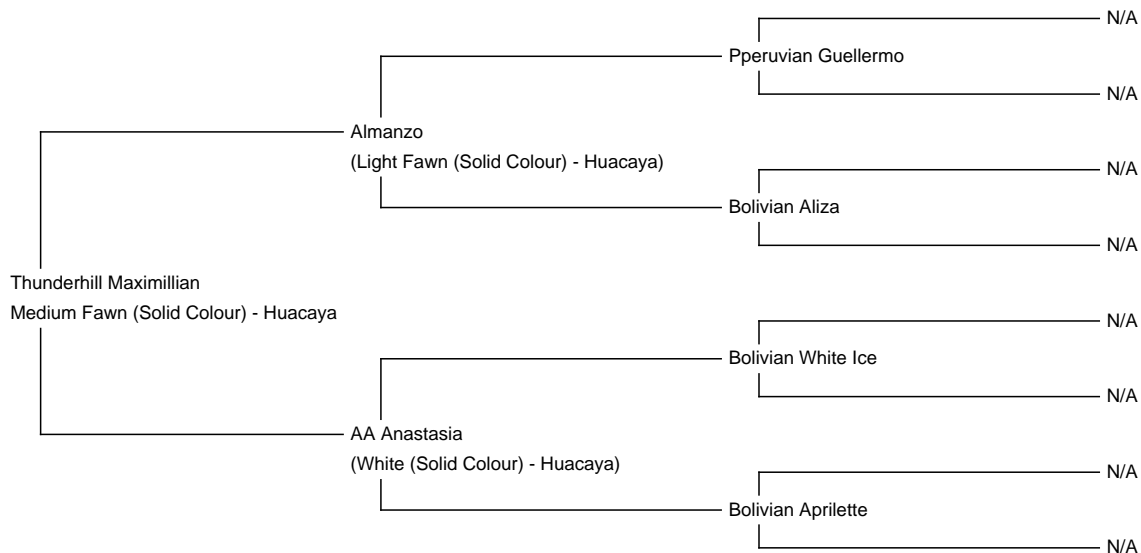 N/A
Pperuvian Guellermo
N/A
Almanzo
(Light Fawn (Solid Colour) - Huacaya)
N/A
Bolivian Aliza
N/A
Thunderhill Maximillian
Medium Fawn (Solid Colour) - Huacaya
N/A
Bolivian White Ice
N/A
AA Anastasia
(White (Solid Colour) - Huacaya)
N/A
Bolivian Aprilette
N/A